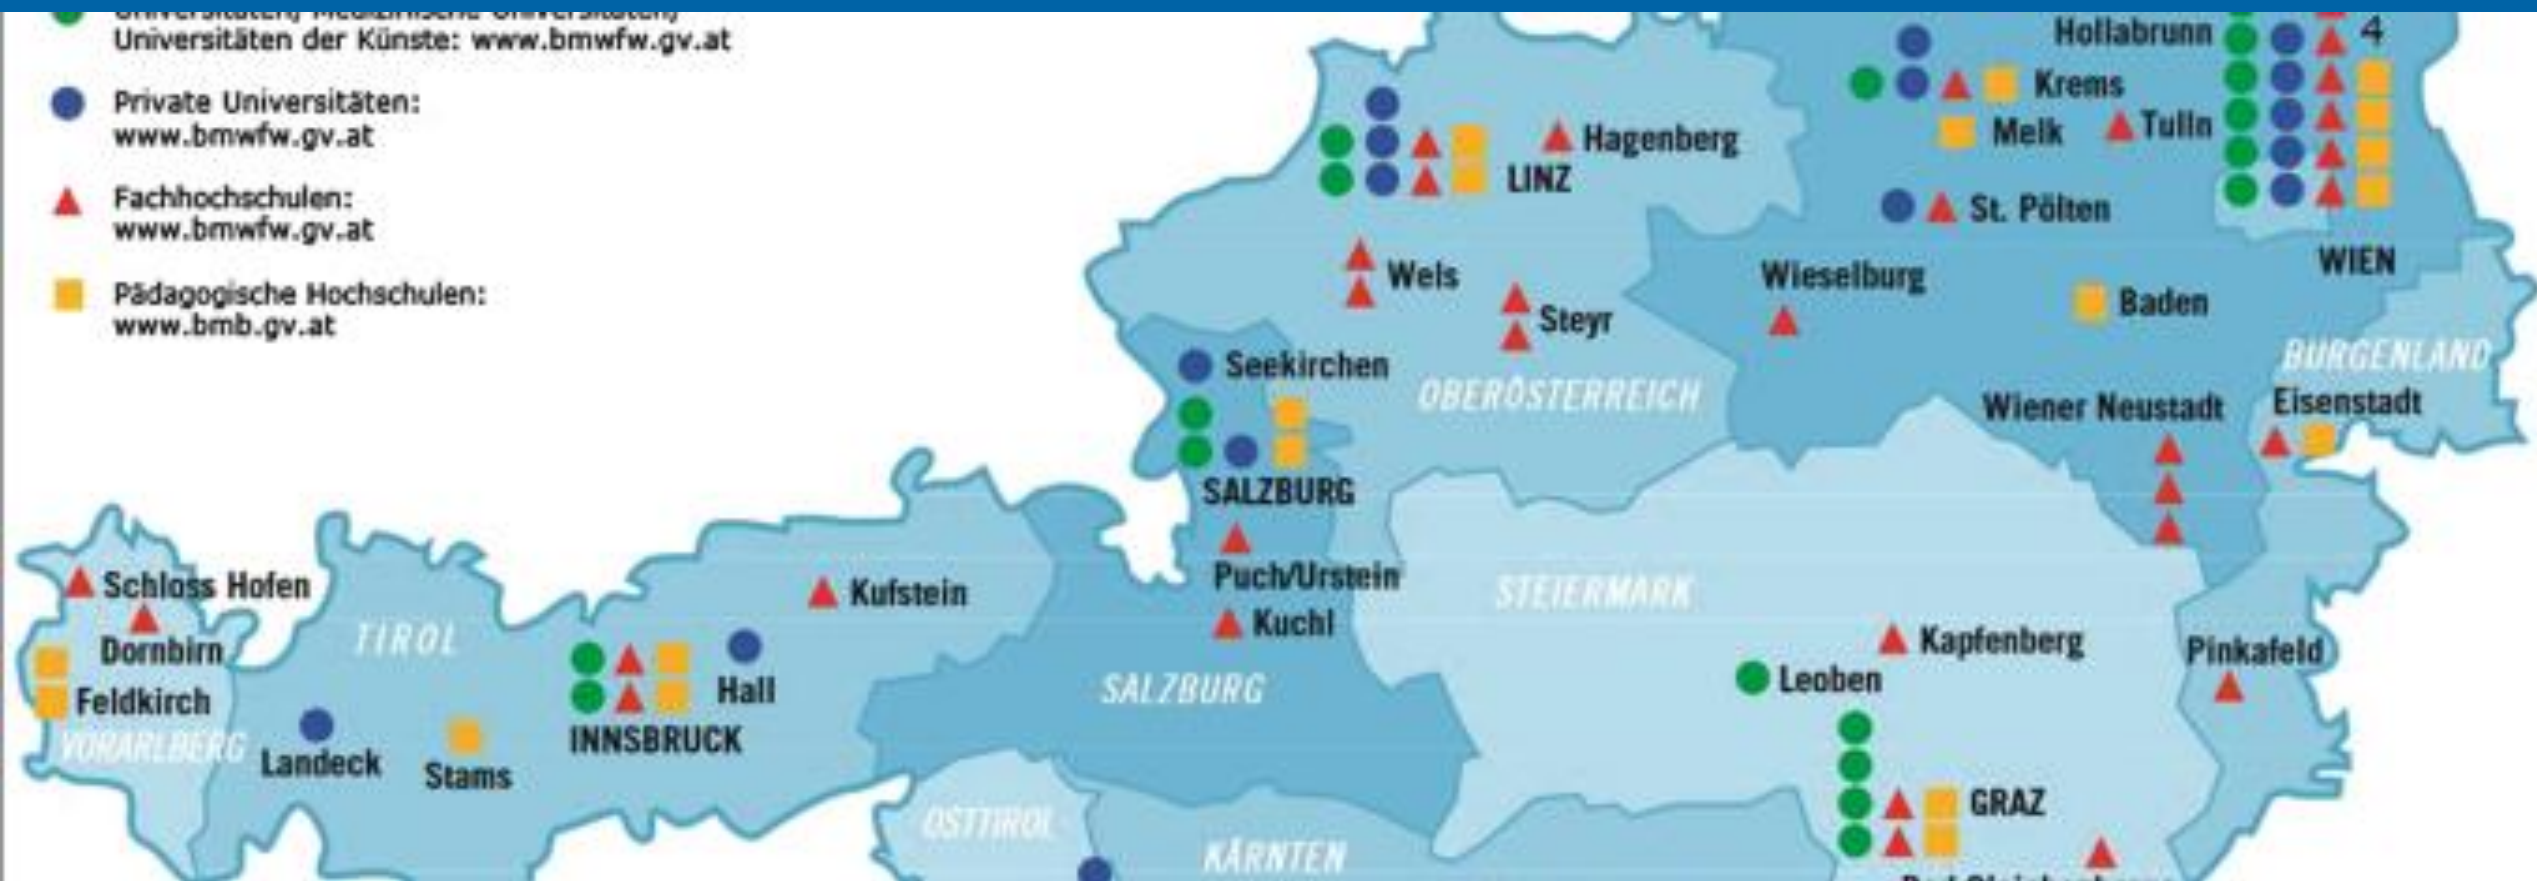 Universitäten, Medizinische Universitäten,
Universitäten der Künste: www.bmwfw.gv.at
Private Universitäten:
www.bmwfw.gv.at
Fachhochschulen:
www.bmwfw.gv.at
Pädagogische Hochschulen:
www.bmb.gv.at
Hollabrunn
4
Krems
Melk
Tulln
Hagenberg
LINZ
St. Pölten
WIEN
Wels
Wieselburg
Steyr
Baden
BURGENLAND
Seekirchen
OBERÖSTERREICH
Wiener Neustadt
Eisenstadt
SALZBURG
Puch/Urstein
Kuchl
STEIERMARK
Schloss Hofen
Dornbirn
Feldkirch
VORARLBERG
TIROL
Kufstein
Hall
INNSBRUCK
Landeck
Stams
SALZBURG
Kapfenberg
Leoben
Pinkafeld
GRAZ
OSTTIROL
KÄRNTEN